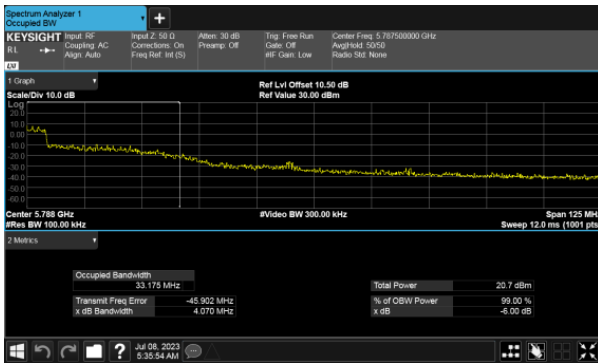 Spectrum Analyzer 1
Occupied BW
+
KEYSIGHT
RL
LW
Input: RF
Coupling: AC
Align: Auto
Input Z: 50 Ω
Corrections: On
Freq Ref: Int (S)
Atten: 30 dB
Preamp: Off
Trig: Free Run
Gate: Off
#IF Gain: Low
Center Freq: 5.787500000 GHz
Avg|Hold: 50/50
Radio Std: None
1 Graph
Scale/Div 10.0 dB
Ref Lvl Offset 10.50 dB
Ref Value 30.00 dBm
Log
20.0
10.0
0.00
-10.0
-20.0
-30.0
-40.0
-50.0
-60.0
Center 5.788 GHz
#Res BW 100.00 kHz
#Video BW 300.00 kHz
Span 125 MHz
Sweep 12.0 ms (1001 pts)
2 Metrics
Occupied Bandwidth
33.175 MHz
Total Power 20.7 dBm
Transmit Freq Error -45.902 MHz
% of OBW Power 99.00 %
x dB Bandwidth 4.070 MHz
x dB -6.00 dB
?
Jul 08, 2023
5:35:54 AM